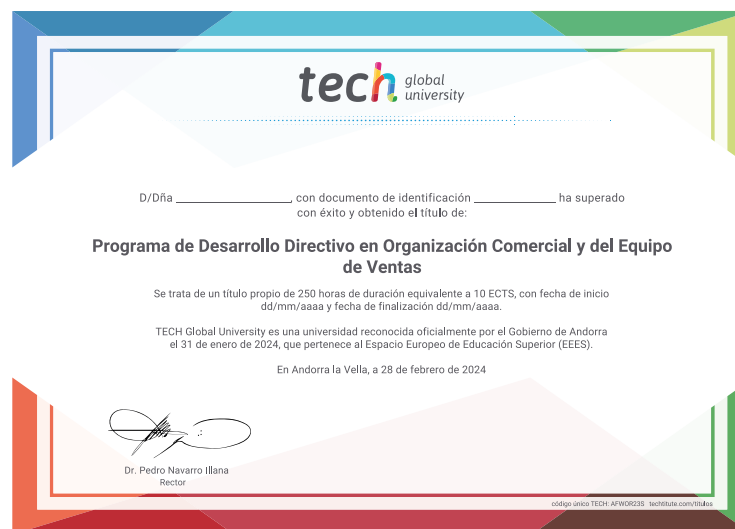 tech global university
D/Dña ________________, con documento de identificación ____________ ha superado
con éxito y obtenido el título de:
Programa de Desarrollo Directivo en Organización Comercial y del Equipo
de Ventas
Se trata de un título propio de 250 horas de duración equivalente a 10 ECTS, con fecha de inicio
dd/mm/aaaa y fecha de finalización dd/mm/aaaa.
TECH Global University es una universidad reconocida oficialmente por el Gobierno de Andorra
el 31 de enero de 2024, que pertenece al Espacio Europeo de Educación Superior (EEES).
En Andorra la Vella, a 28 de febrero de 2024
Dr. Pedro Navarro Illana
Rector
código único TECH: AFWOR23S techtitute.com/titulos